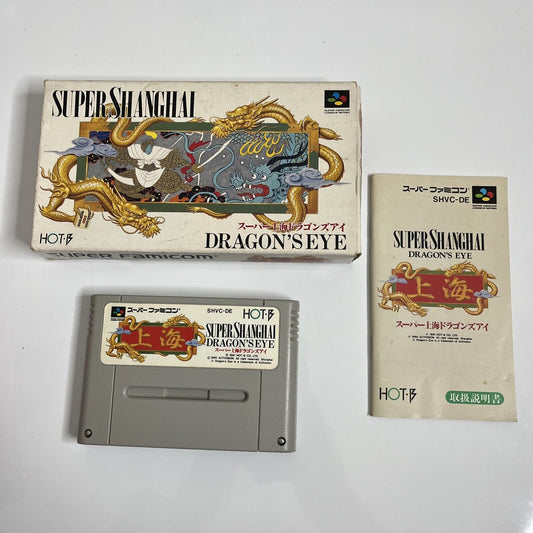 SUPER SHANGHAI
スーパー上海ドラゴンズアイ
HOT・B
DRAGON'S EYE
SUPER FAMICOM
スーパーファミコン
SHVC-DE
SUPER SHANGHAI
DRAGON'S EYE
上海
スーパー上海ドラゴンズアイ
HOT・B
取扱説明書
スーパーファミコン
SHVC-DE
HOT・B
上海
SUPER SHANGHAI
DRAGON'S EYE
スーパー上海ドラゴンズアイ